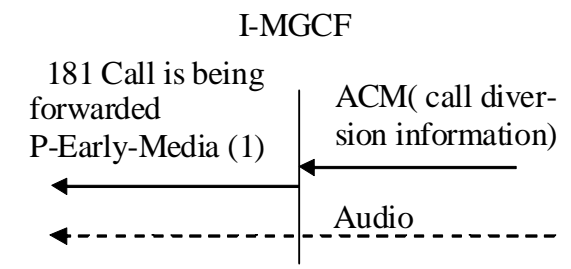 I-MGCF
181 Call is being
forwarded
P-Early-Media (1)
ACM( call diver-
sion information)
Audio